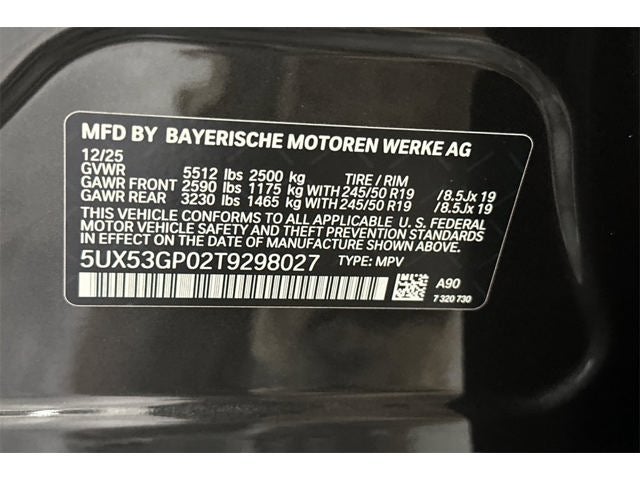 MFD BY BAYERISCHE MOTOREN WERKE AG
12/25
GVWR 5512 lbs 2500 kg TIRE / RIM
GAWR FRONT 2590 lbs 1175 kg WITH 245/50 R19 /8.5Jx 19
GAWR REAR 3230 lbs 1465 kg WITH 245/50 R19 /8.5Jx 19
THIS VEHICLE CONFORMS TO ALL APPLICABLE U. S. FEDERAL
MOTOR VEHICLE SAFETY AND THEFT PREVENTION STANDARDS
IN EFFECT ON THE DATE OF MANUFACTURE SHOWN ABOVE.
5UX53GP02T9298027 TYPE: MPV
A90
7 320 730